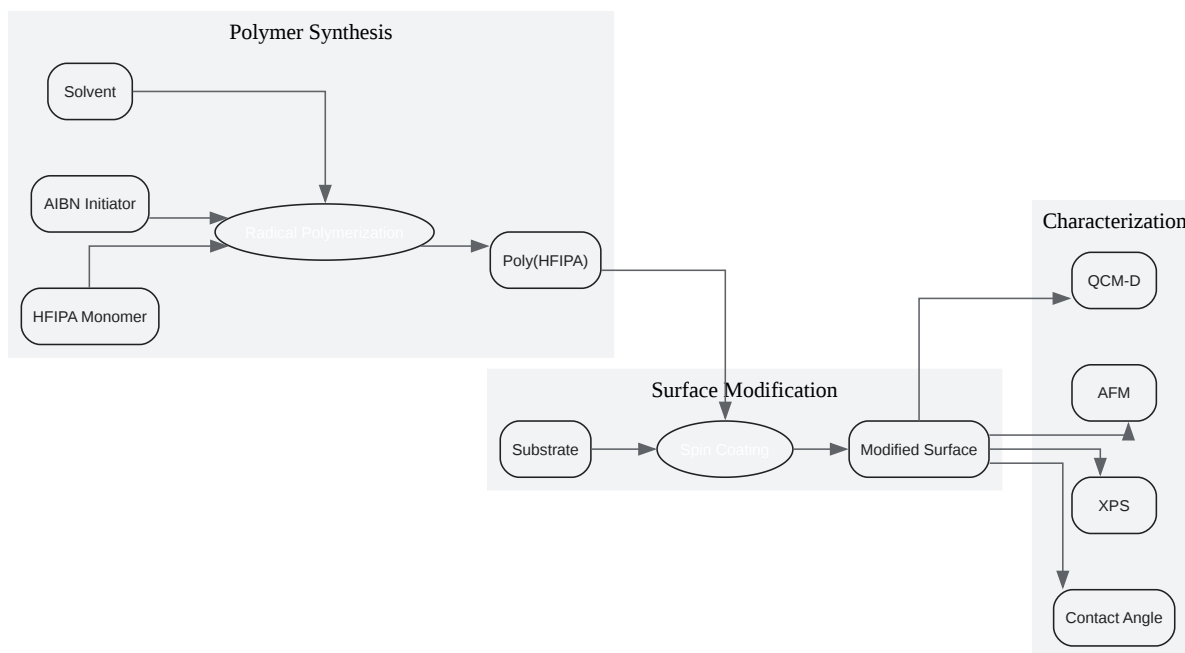 Polymer Synthesis
Solvent
AIBN Initiator
Radical Polymerization
HFIPA Monomer
Poly(HFIPA)
Surface Modification
Substrate
Spin Coating
Modified Surface
Characterization
QCM-D
AFM
XPS
Contact Angle